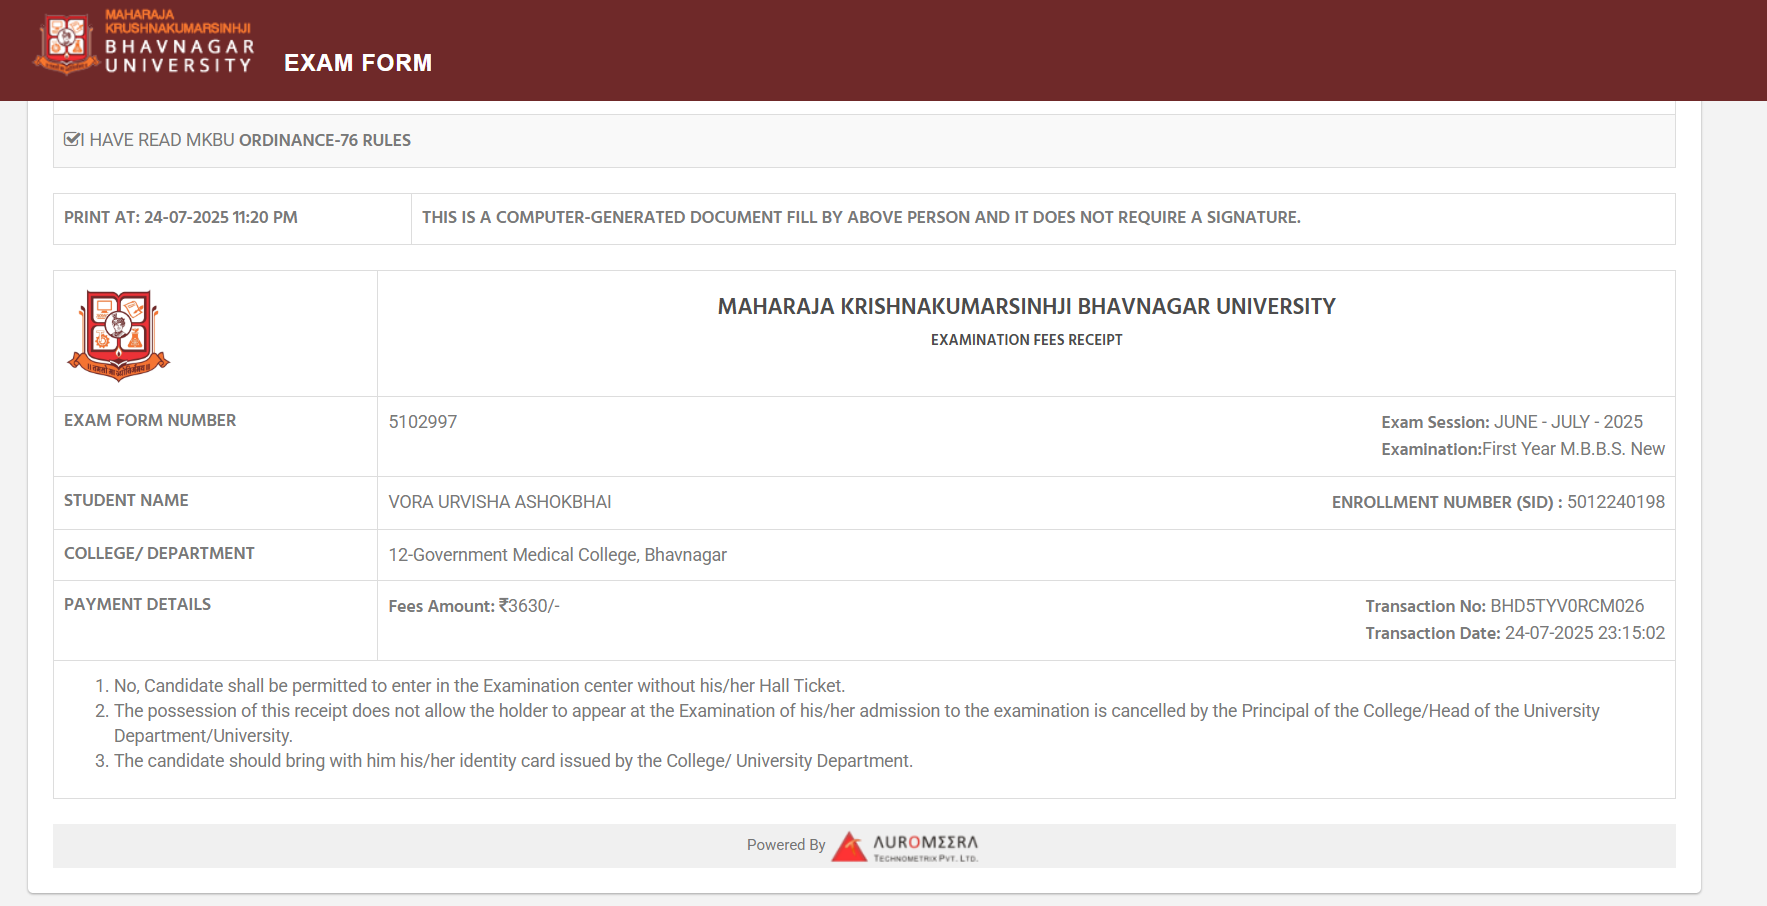 MAHARAJA
KRUSHNAKUMARSINHJI
BHAVNAGAR
UNIVERSITY
EXAM FORM
I HAVE READ MKBU ORDINANCE-76 RULES
PRINT AT: 24-07-2025 11:20 PM
THIS IS A COMPUTER-GENERATED DOCUMENT FILL BY ABOVE PERSON AND IT DOES NOT REQUIRE A SIGNATURE.
MAHARAJA KRISHNAKUMARSINHJI BHAVNAGAR UNIVERSITY
EXAMINATION FEES RECEIPT
EXAM FORM NUMBER
5102997
Exam Session: JUNE - JULY - 2025
Examination:First Year M.B.B.S. New
STUDENT NAME
VORA URVISHA ASHOKBHAI
ENROLLMENT NUMBER (SID) : 5012240198
COLLEGE/ DEPARTMENT
12-Government Medical College, Bhavnagar
PAYMENT DETAILS
Fees Amount: ₹3630/-
Transaction No: BHD5TYV0RCM026
Transaction Date: 24-07-2025 23:15:02
1. No, Candidate shall be permitted to enter in the Examination center without his/her Hall Ticket.
2. The possession of this receipt does not allow the holder to appear at the Examination of his/her admission to the examination is cancelled by the Principal of the College/Head of the University
Department/University.
3. The candidate should bring with him his/her identity card issued by the College/ University Department.
Powered By
AUROMEERA
TECHNOMETRIX PVT. LTD.